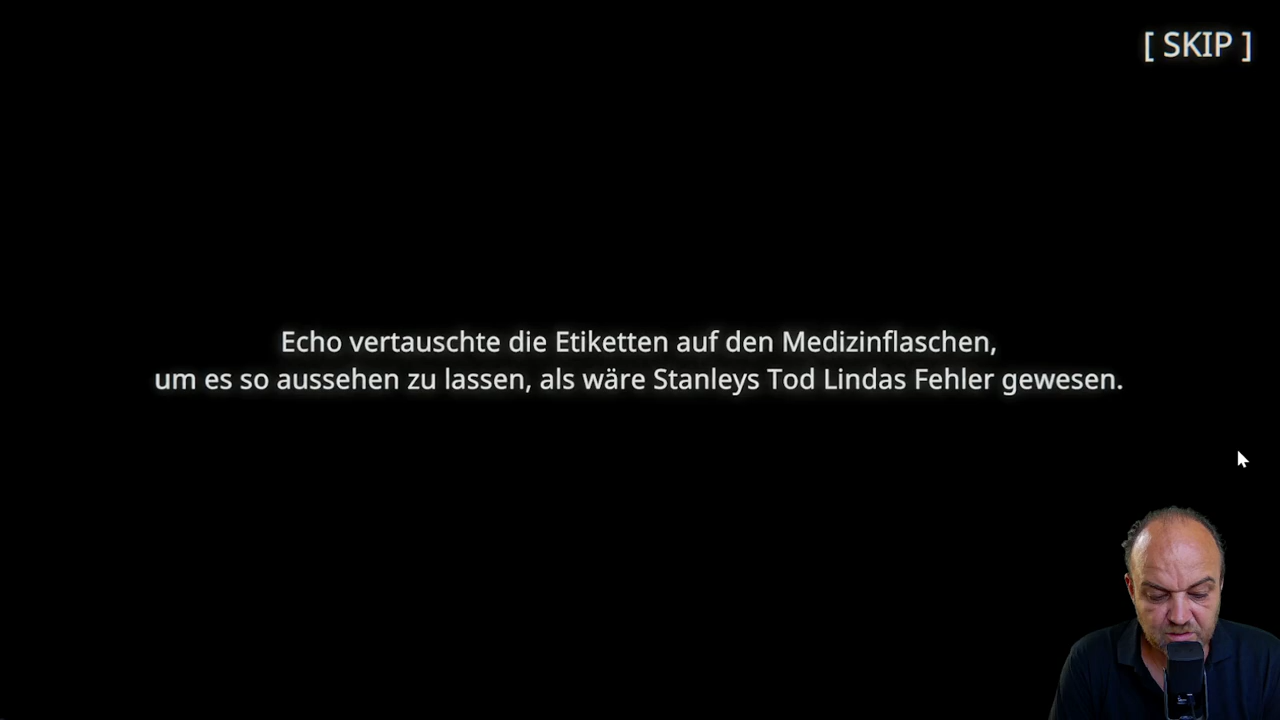 [ SKIP ]
Echo vertauschte die Etiketten auf den Medizinflaschen,
um es so aussehen zu lassen, als wäre Stanleys Tod Lindas Fehler gewesen.